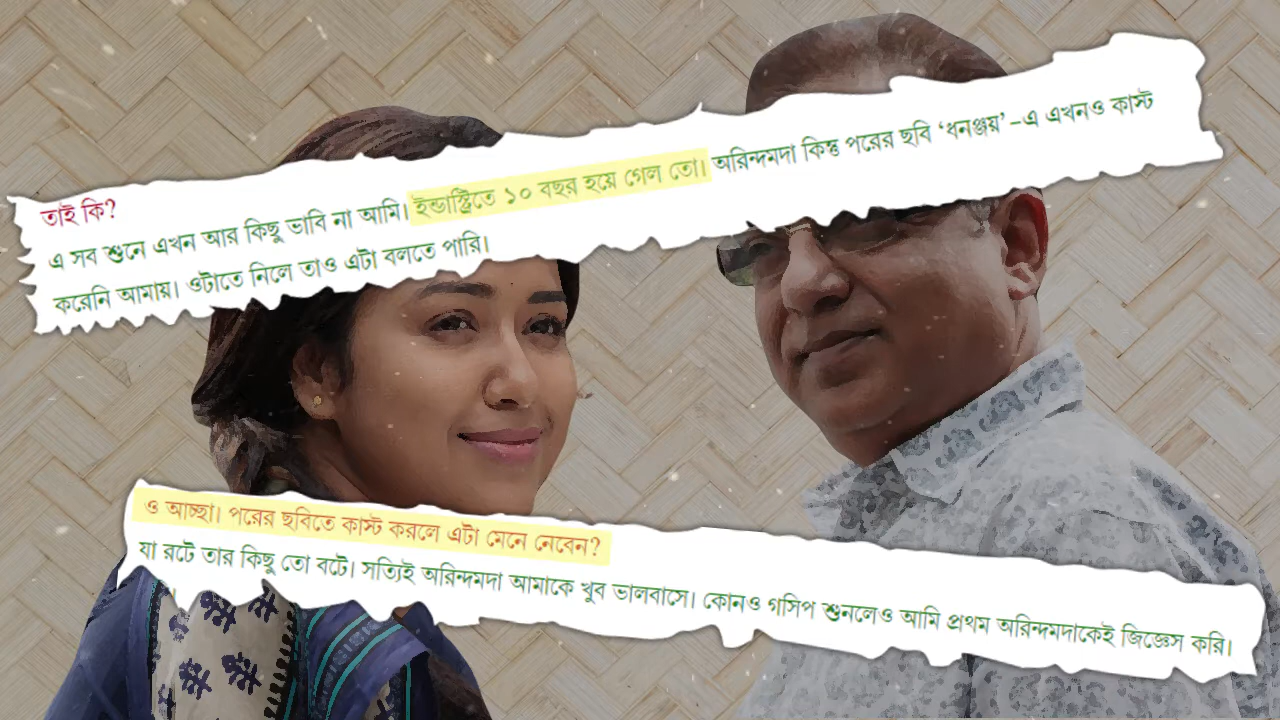 তাই কি?
এ সব শুনে এখন আর কিছু ভাবি না আমি। ইন্ডাস্ট্রিতে ১০ বছর হয়ে গেল তো। অরিন্দমদা কিন্তু পরের ছবি ‘ধনঞ্জয়’-এ এখনও কাস্ট
করেনি আমায়। ওটাতে নিলে তাও এটা বলতে পারি।
ও আচ্ছা। পরের ছবিতে কাস্ট করলে এটা মেনে নেবেন?
যা রটে তার কিছু তো বটে। সত্যিই অরিন্দমদা আমাকে খুব ভালবাসে। কোনও গসিপ শুনলেও আমি প্রথম অরিন্দমদাকেই জিজ্ঞেস করি।